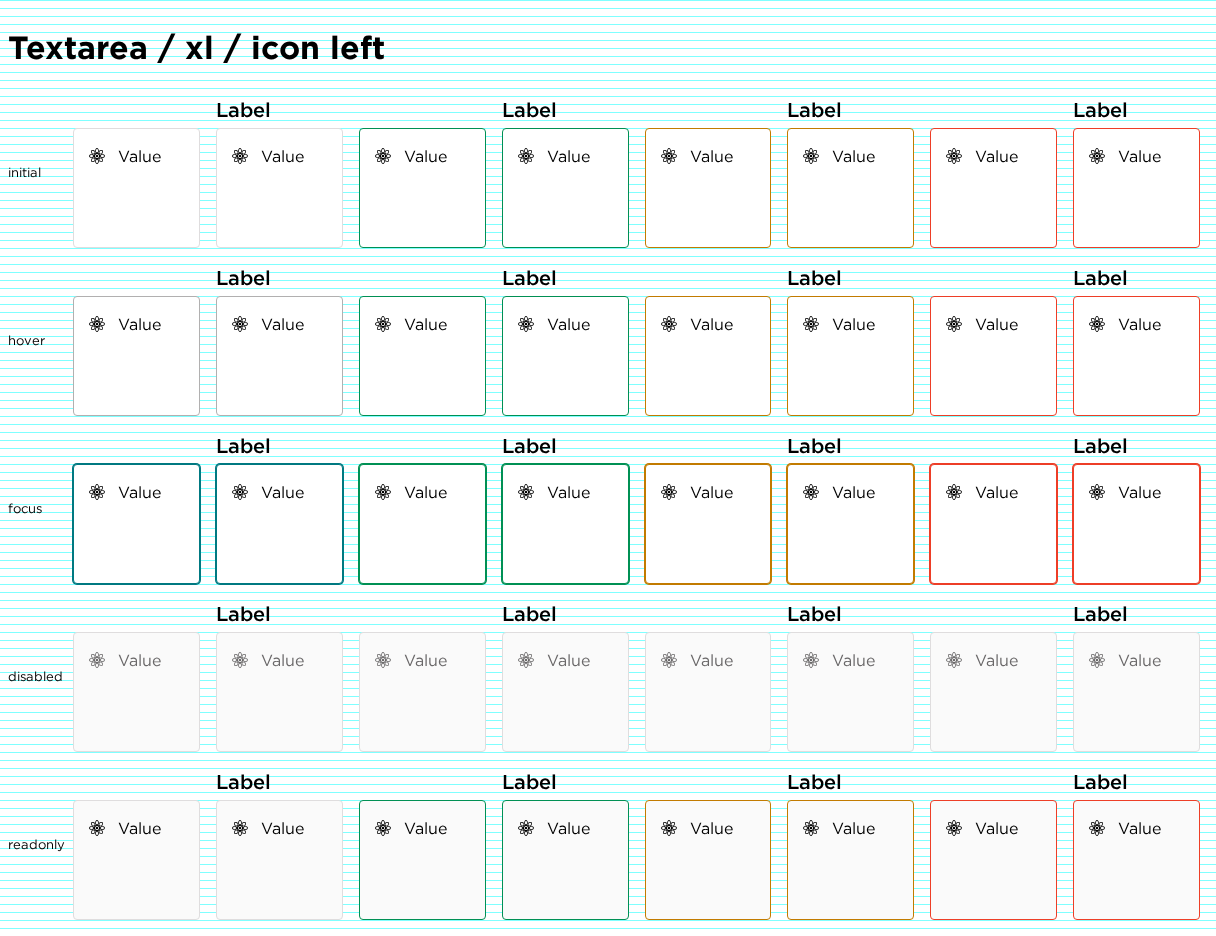 Textarea / xl / icon left
Label Label Label Label
initial Value Value Value Value Value Value Value Value
Label Label Label Label
hover Value Value Value Value Value Value Value Value
Label Label Label Label
focus Value Value Value Value Value Value Value Value
Label Label Label Label
disabled Value Value Value Value Value Value Value Value
Label Label Label Label
readonly Value Value Value Value Value Value Value Value